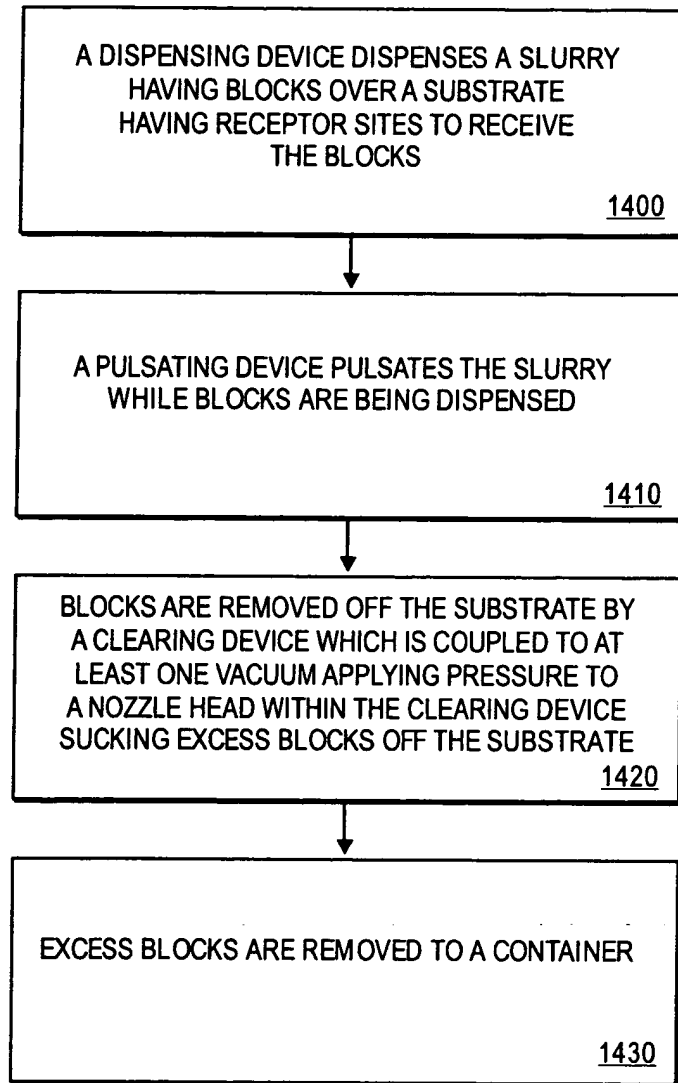 A DISPENSING DEVICE DISPENSES A SLURRY
HAVING BLOCKS OVER A SUBSTRATE
HAVING RECEPTOR SITES TO RECEIVE
THE BLOCKS
1400
A PULSATING DEVICE PULSATES THE SLURRY
WHILE BLOCKS ARE BEING DISPENSED
1410
BLOCKS ARE REMOVED OFF THE SUBSTRATE BY
A CLEARING DEVICE WHICH IS COUPLED TO AT
LEAST ONE VACUUM APPLYING PRESSURE TO
A NOZZLE HEAD WITHIN THE CLEARING DEVICE
SUCKING EXCESS BLOCKS OFF THE SUBSTRATE
1420
EXCESS BLOCKS ARE REMOVED TO A CONTAINER
1430